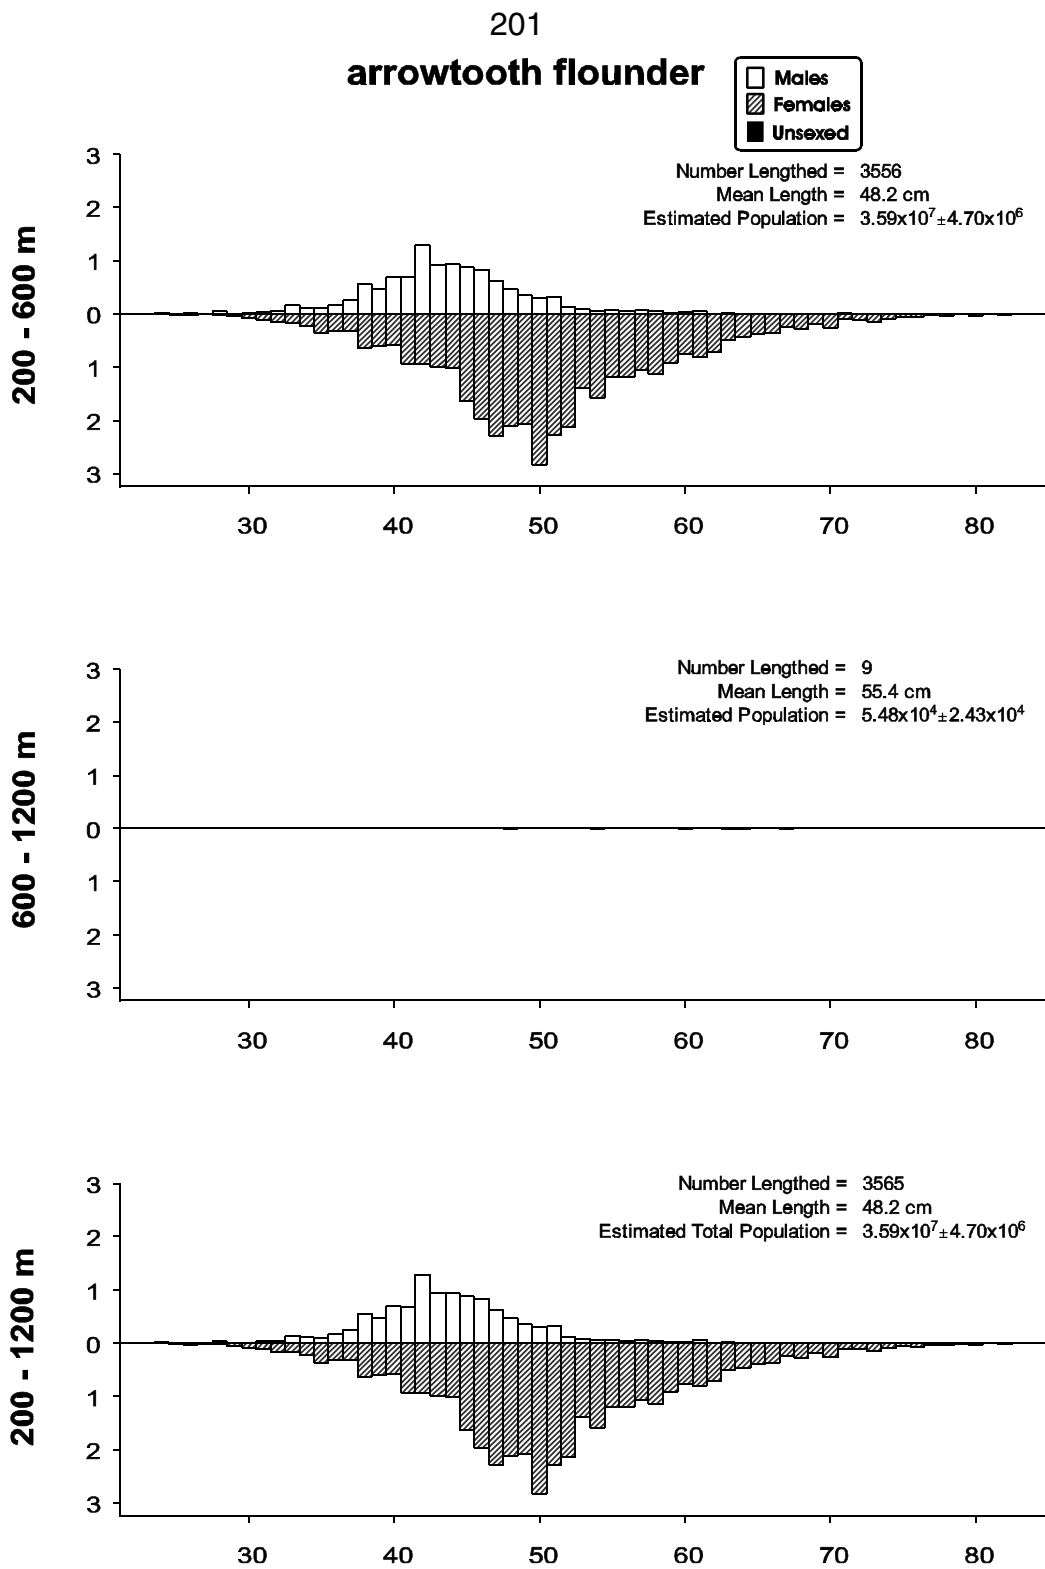 201
arrowtooth flounder
Males
Females
Unsexed
200 - 600 m
Number Lengthed = 3556
Mean Length = 48.2 cm
Estimated Population = 3.59x10⁷±4.70x10⁶
3
2
1
0
1
2
3
30 40 50 60 70 80
600 - 1200 m
Number Lengthed = 9
Mean Length = 55.4 cm
Estimated Population = 5.48x10⁴±2.43x10⁴
3
2
1
0
1
2
3
30 40 50 60 70 80
200 - 1200 m
Number Lengthed = 3565
Mean Length = 48.2 cm
Estimated Total Population = 3.59x10⁷±4.70x10⁶
3
2
1
0
1
2
3
30 40 50 60 70 80